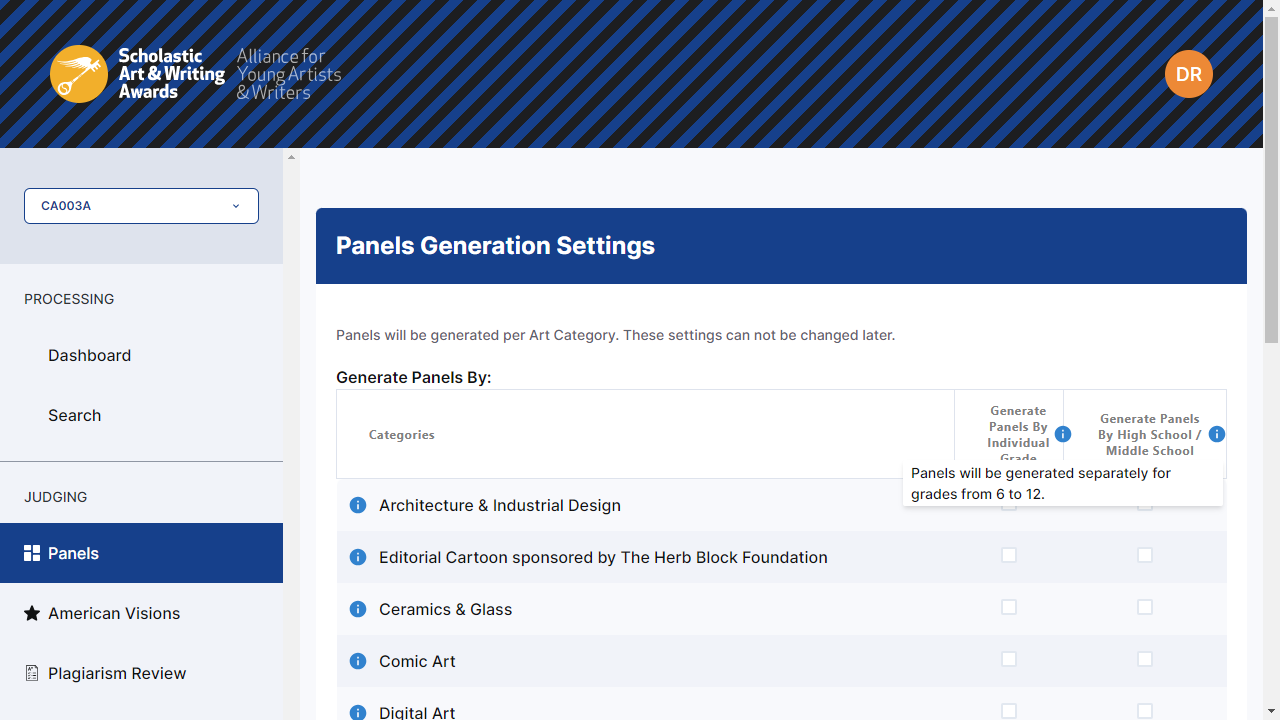 Scholastic
Art & Writing
Awards
Alliance for
Young Artists
& Writers
DR
CA003A
PROCESSING
Dashboard
Search
JUDGING
Panels
American Visions
Plagiarism Review
Panels Generation Settings
Panels will be generated per Art Category. These settings can not be changed later.
Generate Panels By:
Categories
Generate
Panels By
Individual
Grade
Generate Panels
By High School /
Middle School
Panels will be generated separately for
grades from 6 to 12.
Architecture & Industrial Design
Editorial Cartoon sponsored by The Herb Block Foundation
Ceramics & Glass
Comic Art
Digital Art